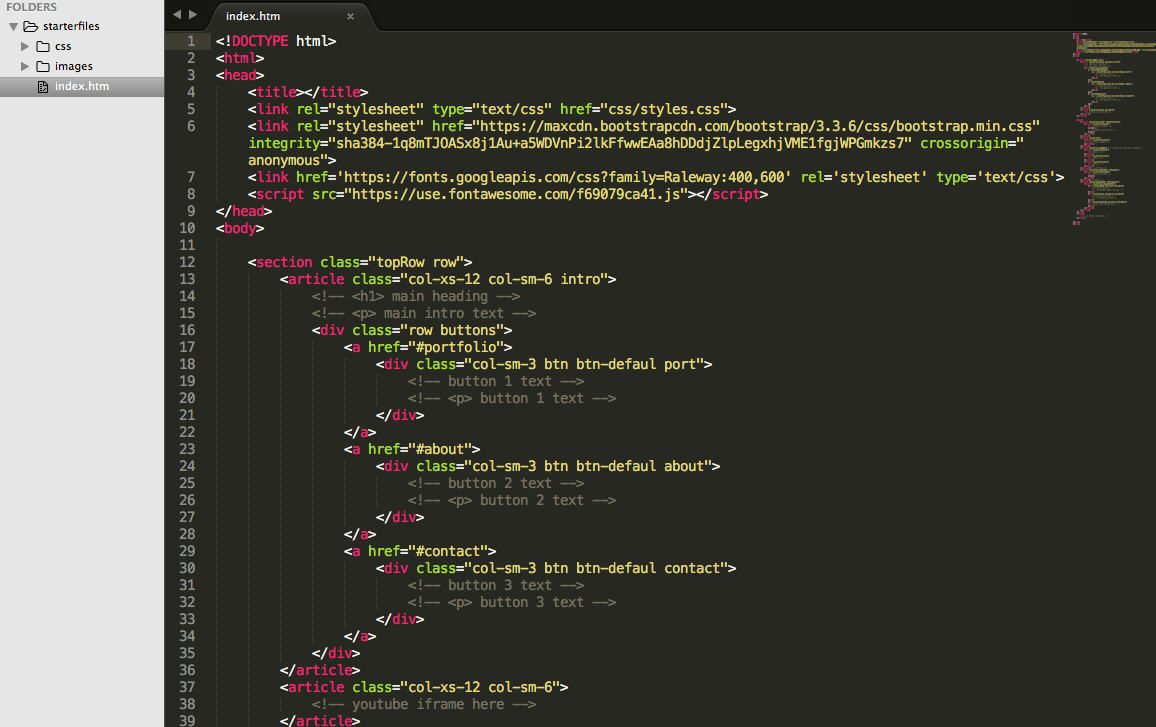 FOLDERS
starterfiles
css
images
index.htm
index.htm ×
1 <!DOCTYPE html>
2 <html>
3 <head>
4 <title></title>
5 <link rel="stylesheet" type="text/css" href="css/styles.css">
6 <link rel="stylesheet" href="https://maxcdn.bootstrapcdn.com/bootstrap/3.3.6/css/bootstrap.min.css"
integrity="sha384-1q8mTJOASx8j1Au+a5WDVnPi2lkFfwwEAa8hDDdjZlpLegxhjVME1fgjWPGmkzs7" crossorigin="
anonymous">
7 <link href='https://fonts.googleapis.com/css?family=Raleway:400,600' rel='stylesheet' type='text/css'>
8 <script src="https://use.fontawesome.com/f69079ca41.js"></script>
9 </head>
10 <body>
11
12 <section class="topRow row">
13 <article class="col-xs-12 col-sm-6 intro">
14 <!-- <h1> main heading -->
15 <!-- <p> main intro text -->
16 <div class="row buttons">
17 <a href="#portfolio">
18 <div class="col-sm-3 btn btn-defaul port">
19 <!-- button 1 text -->
20 <!-- <p> button 1 text -->
21 </div>
22 </a>
23 <a href="#about">
24 <div class="col-sm-3 btn btn-defaul about">
25 <!-- button 2 text -->
26 <!-- <p> button 2 text -->
27 </div>
28 </a>
29 <a href="#contact">
30 <div class="col-sm-3 btn btn-defaul contact">
31 <!-- button 3 text -->
32 <!-- <p> button 3 text -->
33 </div>
34 </a>
35 </div>
36 </article>
37 <article class="col-xs-12 col-sm-6">
38 <!-- youtube iframe here -->
39 </article>